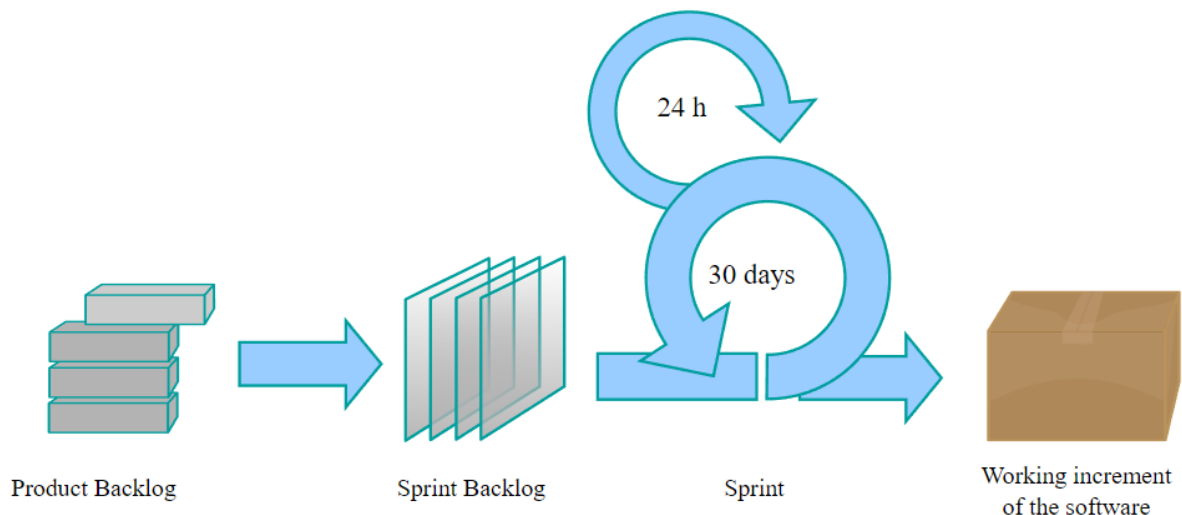 24 h
30 days
Product Backlog
Sprint Backlog
Sprint
Working increment
of the software